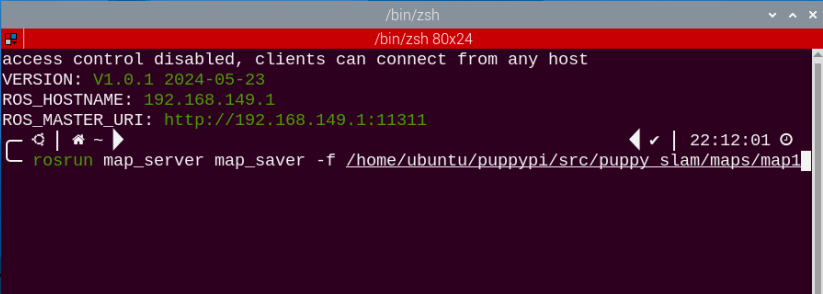 /bin/zsh
/bin/zsh 80x24
access control disabled, clients can connect from any host
VERSION: V1.0.1 2024-05-23
ROS_HOSTNAME: 192.168.149.1
ROS_MASTER_URI: http://192.168.149.1:11311
~ ✔ 22:12:01
rosrun map_server map_saver -f /home/ubuntu/puppypi/src/puppy_slam/maps/map1